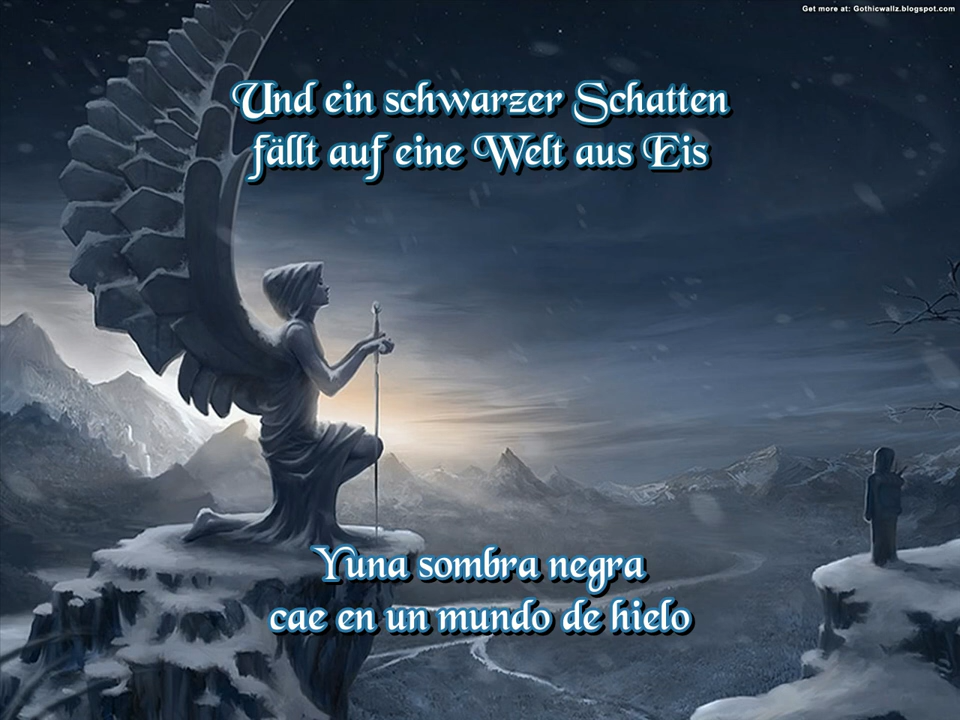 Get more at: Gothicwallz.blogspot.com
Und ein schwarzer Schatten
fällt auf eine Welt aus Eis
Yuna sombra negra
cae en un mundo de hielo